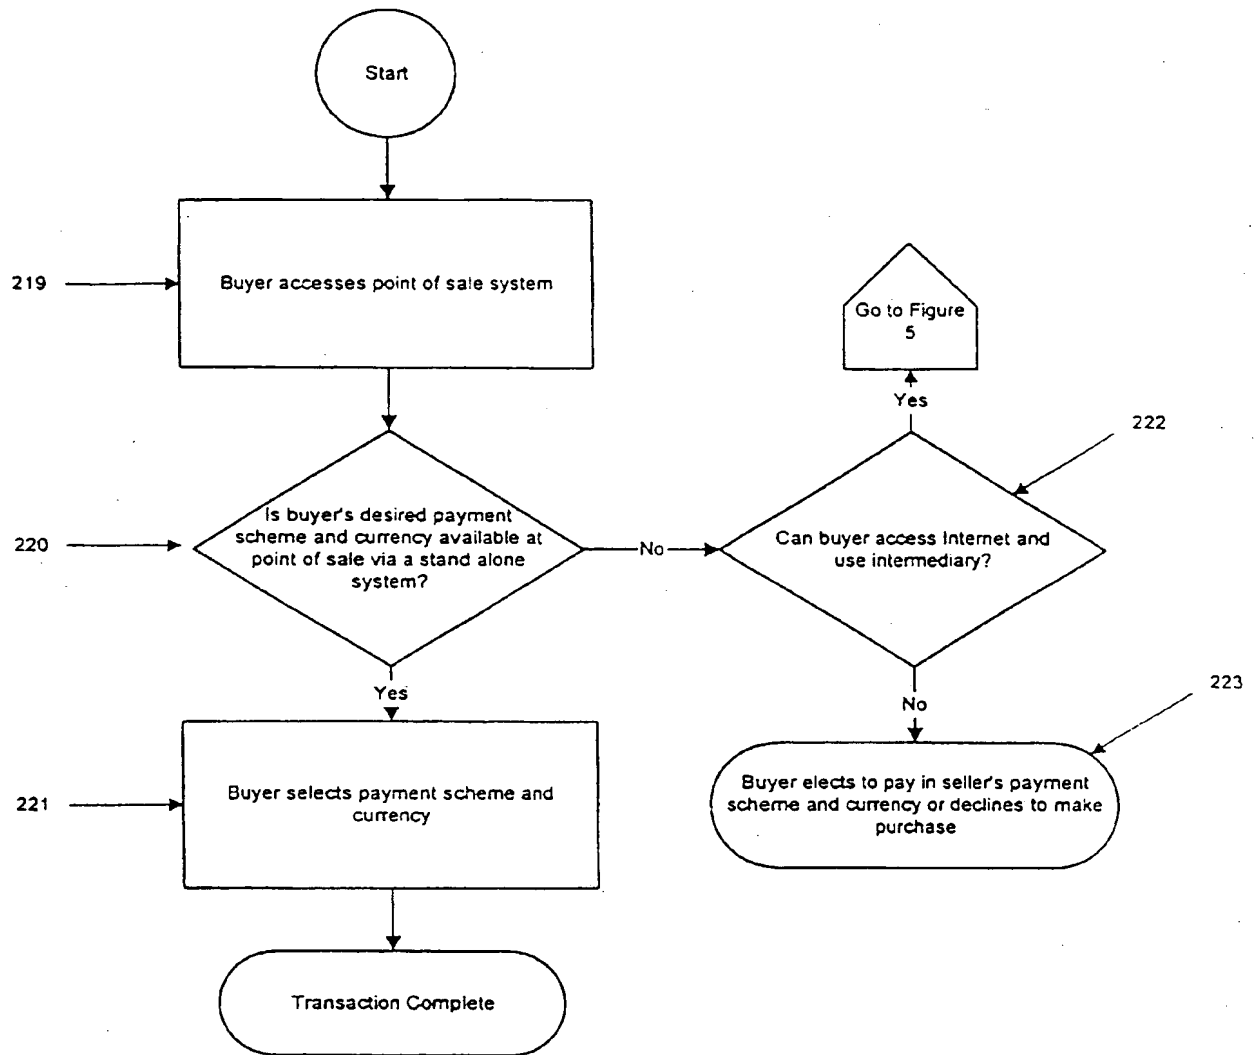 Start
219
Buyer accesses point of sale system
Go to Figure
5
Yes
222
220
Is buyer's desired payment
scheme and currency available at
point of sale via a stand alone
system?
No
Can buyer access Internet and
use intermediary?
Yes
No
223
221
Buyer selects payment scheme and
currency
Buyer elects to pay in seller's payment
scheme and currency or declines to make
purchase
Transaction Complete